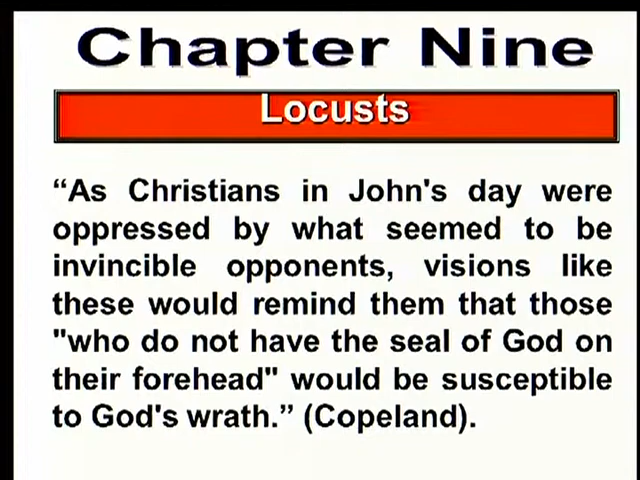 Chapter Nine
Locusts
“As Christians in John's day were
oppressed by what seemed to be
invincible opponents, visions like
these would remind them that those
"who do not have the seal of God on
their forehead" would be susceptible
to God's wrath.” (Copeland).